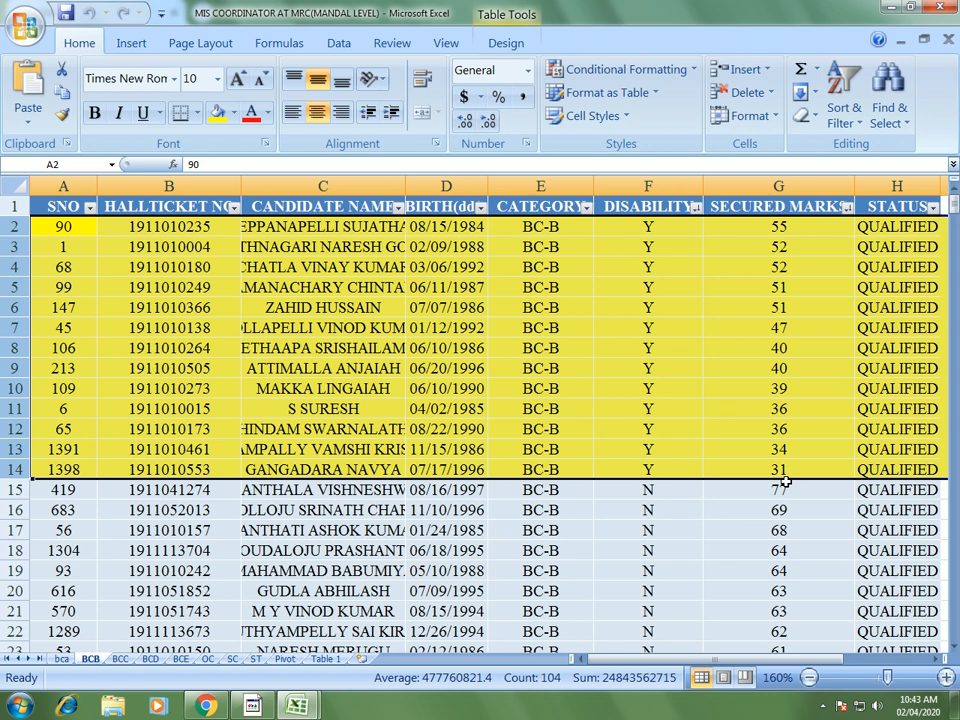 MIS COORDINATOR AT MRC(MANDAL LEVEL) - Microsoft Excel Table Tools
Home Insert Page Layout Formulas Data Review View Design
Paste Times New Ron 10 A A General Conditional Formatting Insert Σ
B I U A $ % , Format as Table Delete Sort & Find &
Cell Styles Format Filter Select
Clipboard Font Alignment Number Styles Cells Editing
A2 fx 90
A B C D E F G H
1 SNO HALLTICKET NO CANDIDATE NAME BIRTH(dd CATEGORY DISABILITY SECURED MARKS STATUS
2 90 1911010235 EPPANAPELLI SUJATHA 08/15/1984 BC-B Y 55 QUALIFIED
3 1 1911010004 THNAGARI NARESH GO 02/09/1988 BC-B Y 52 QUALIFIED
4 68 1911010180 CHATLA VINAY KUMAR 03/06/1992 BC-B Y 52 QUALIFIED
5 99 1911010249 AMANACHARY CHINTA 06/11/1987 BC-B Y 51 QUALIFIED
6 147 1911010366 ZAHID HUSSAIN 07/07/1986 BC-B Y 51 QUALIFIED
7 45 1911010138 OLLAPELLI VINOD KUM 01/12/1992 BC-B Y 47 QUALIFIED
8 106 1911010264 ETHAAPA SRISHAILAM 06/10/1986 BC-B Y 40 QUALIFIED
9 213 1911010505 ATTIMALLA ANJAIAH 06/20/1996 BC-B Y 40 QUALIFIED
10 109 1911010273 MAKKA LINGAIAH 06/10/1990 BC-B Y 39 QUALIFIED
11 6 1911010015 S SURESH 04/02/1985 BC-B Y 36 QUALIFIED
12 65 1911010173 HINDAM SWARNALATH 08/22/1990 BC-B Y 36 QUALIFIED
13 1391 1911010461 AMPALLY VAMSHI KRIS 11/15/1986 BC-B Y 34 QUALIFIED
14 1398 1911010553 GANGADARA NAVYA 07/17/1996 BC-B Y 31 QUALIFIED
15 419 1911041274 ANTHALA VISHNESHW 08/16/1997 BC-B N 77 QUALIFIED
16 683 1911052013 OLLOJU SRINATH CHAR 11/10/1996 BC-B N 69 QUALIFIED
17 56 1911010157 ANTHATI ASHOK KUMA 01/24/1985 BC-B N 68 QUALIFIED
18 1304 1911113704 OUDALOJU PRASHANT 06/18/1995 BC-B N 64 QUALIFIED
19 93 1911010242 MAHAMMAD BABUMIY. 05/10/1988 BC-B N 64 QUALIFIED
20 616 1911051852 GUDLA ABHILASH 07/09/1995 BC-B N 63 QUALIFIED
21 570 1911051743 M Y VINOD KUMAR 08/15/1994 BC-B N 63 QUALIFIED
22 1289 1911113673 UTHYAMPELLY SAI KIR 12/26/1994 BC-B N 62 QUALIFIED
23 53 1911010150 NARESH MERUGU 02/12/1986 BC-B N 61 QUALIFIED
bca BCB BCC BCD BCE OC SC ST Pivot Table 1
Ready Average: 477760821.4 Count: 104 Sum: 24843562715 160%
10:43 AM
02/04/2020